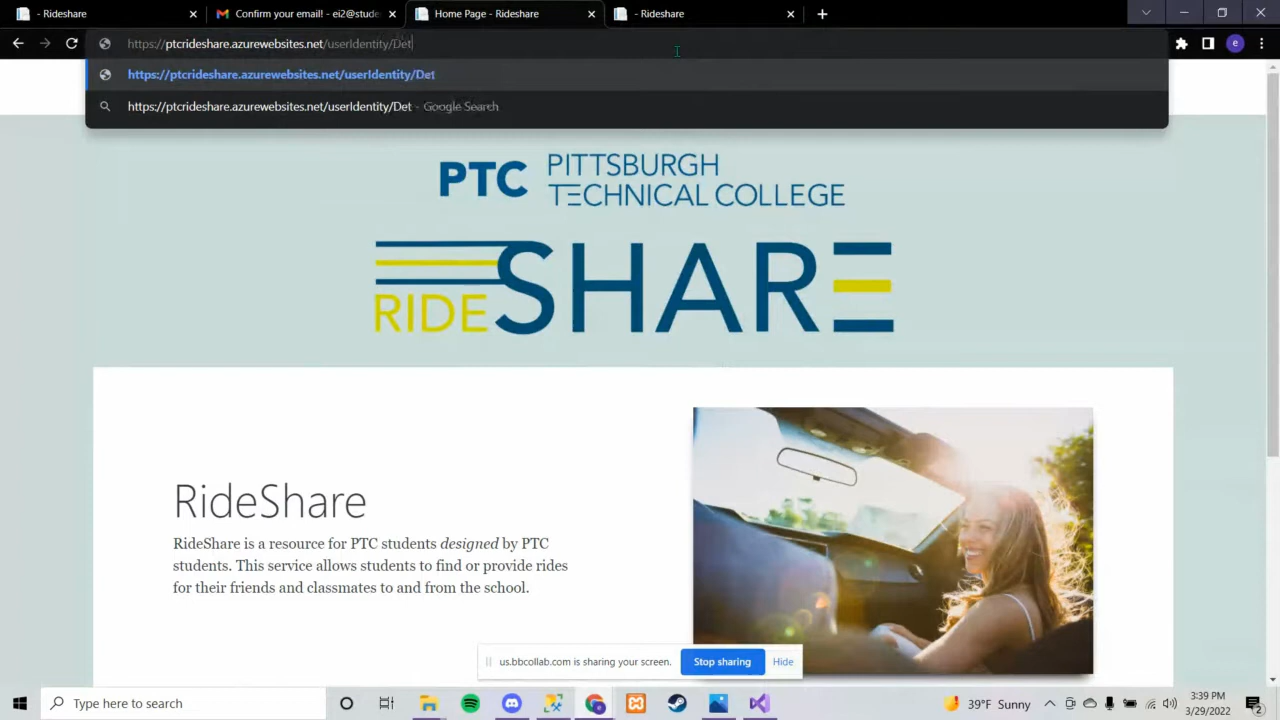 - Rideshare
Confirm your email! - ei2@stude
Home Page - Rideshare
- Rideshare
https://ptcrideshare.azurewebsites.net/userIdentity/Det
e
https://ptcrideshare.azurewebsites.net/userIdentity/Det
https://ptcrideshare.azurewebsites.net/userIdentity/Det - Google Search
PTC PITTSBURGH
TECHNICAL COLLEGE
RIDE SHARE
RideShare
RideShare is a resource for PTC students designed by PTC
students. This service allows students to find or provide rides
for their friends and classmates to and from the school.
us.bbcollab.com is sharing your screen. Stop sharing Hide
Type here to search
39°F Sunny
3:39 PM
3/29/2022
2